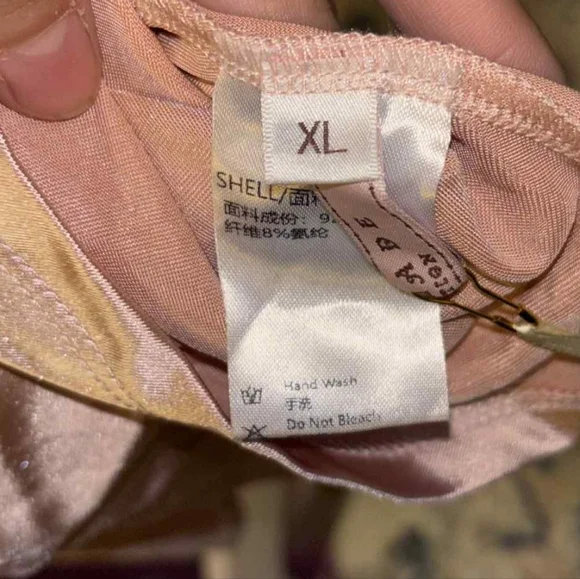 XL
SHELL/面料
面料成份: 9
纤维8%氨纶
Hand Wash
手洗
Do Not Bleach